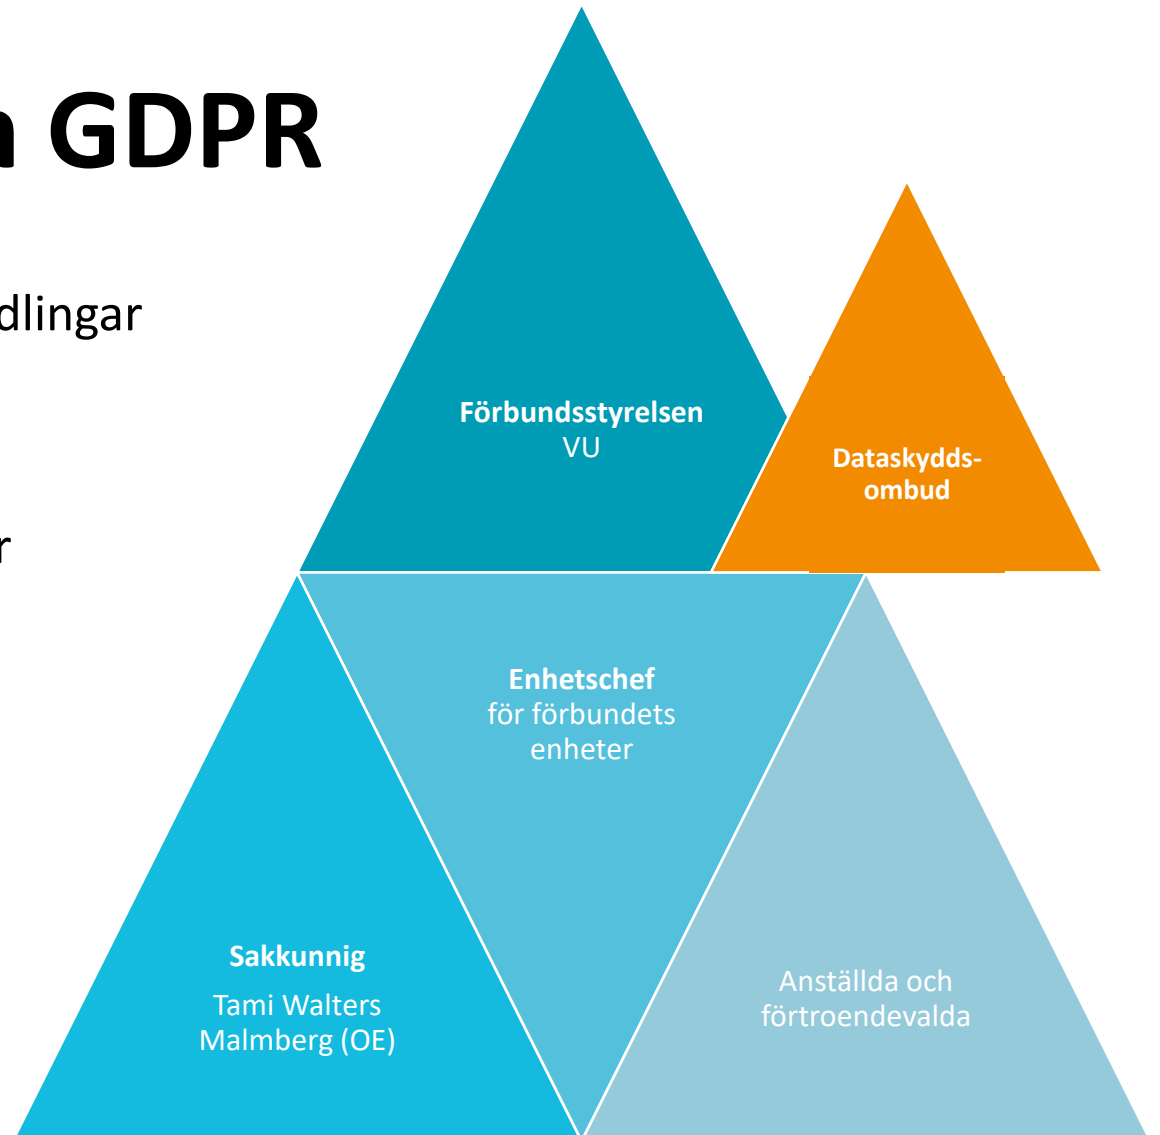 GDPR
dlingar
r
Förbundsstyrelsen
VU
Dataskydds-
ombud
Enhetschef
för förbundets
enheter
Sakkunnig
Tami Walters
Malmberg (OE)
Anställda och
förtroendevalda